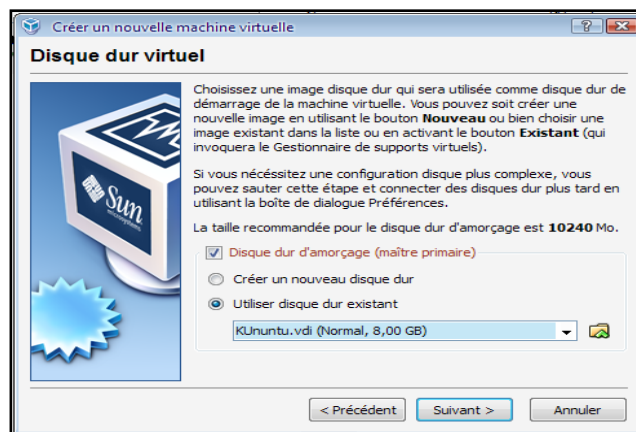 Créer un nouvelle machine virtuelle
Disque dur virtuel
Choisissez une image disque dur qui sera utilisée comme disque dur de
démarrage de la machine virtuelle. Vous pouvez soit créer une
nouvelle image en utilisant le bouton Nouveau ou bien choisir une
image existant dans la liste ou en activant le bouton Existant (qui
invoquera le Gestionnaire de supports virtuels).
Si vous nécéssitez une configuration disque plus complexe, vous
pouvez sauter cette étape et connecter des disques dur plus tard en
utilisant la boîte de dialogue Préférences.
La taille recommandée pour le disque dur d'amorçage est 10240 Mo.
Disque dur d'amorçage (maître primaire)
Créer un nouveau disque dur
Utiliser disque dur existant
KUnuntu.vdi (Normal, 8,00 GB)
Sun
microsystems
< Précédent
Suivant >
Annuler